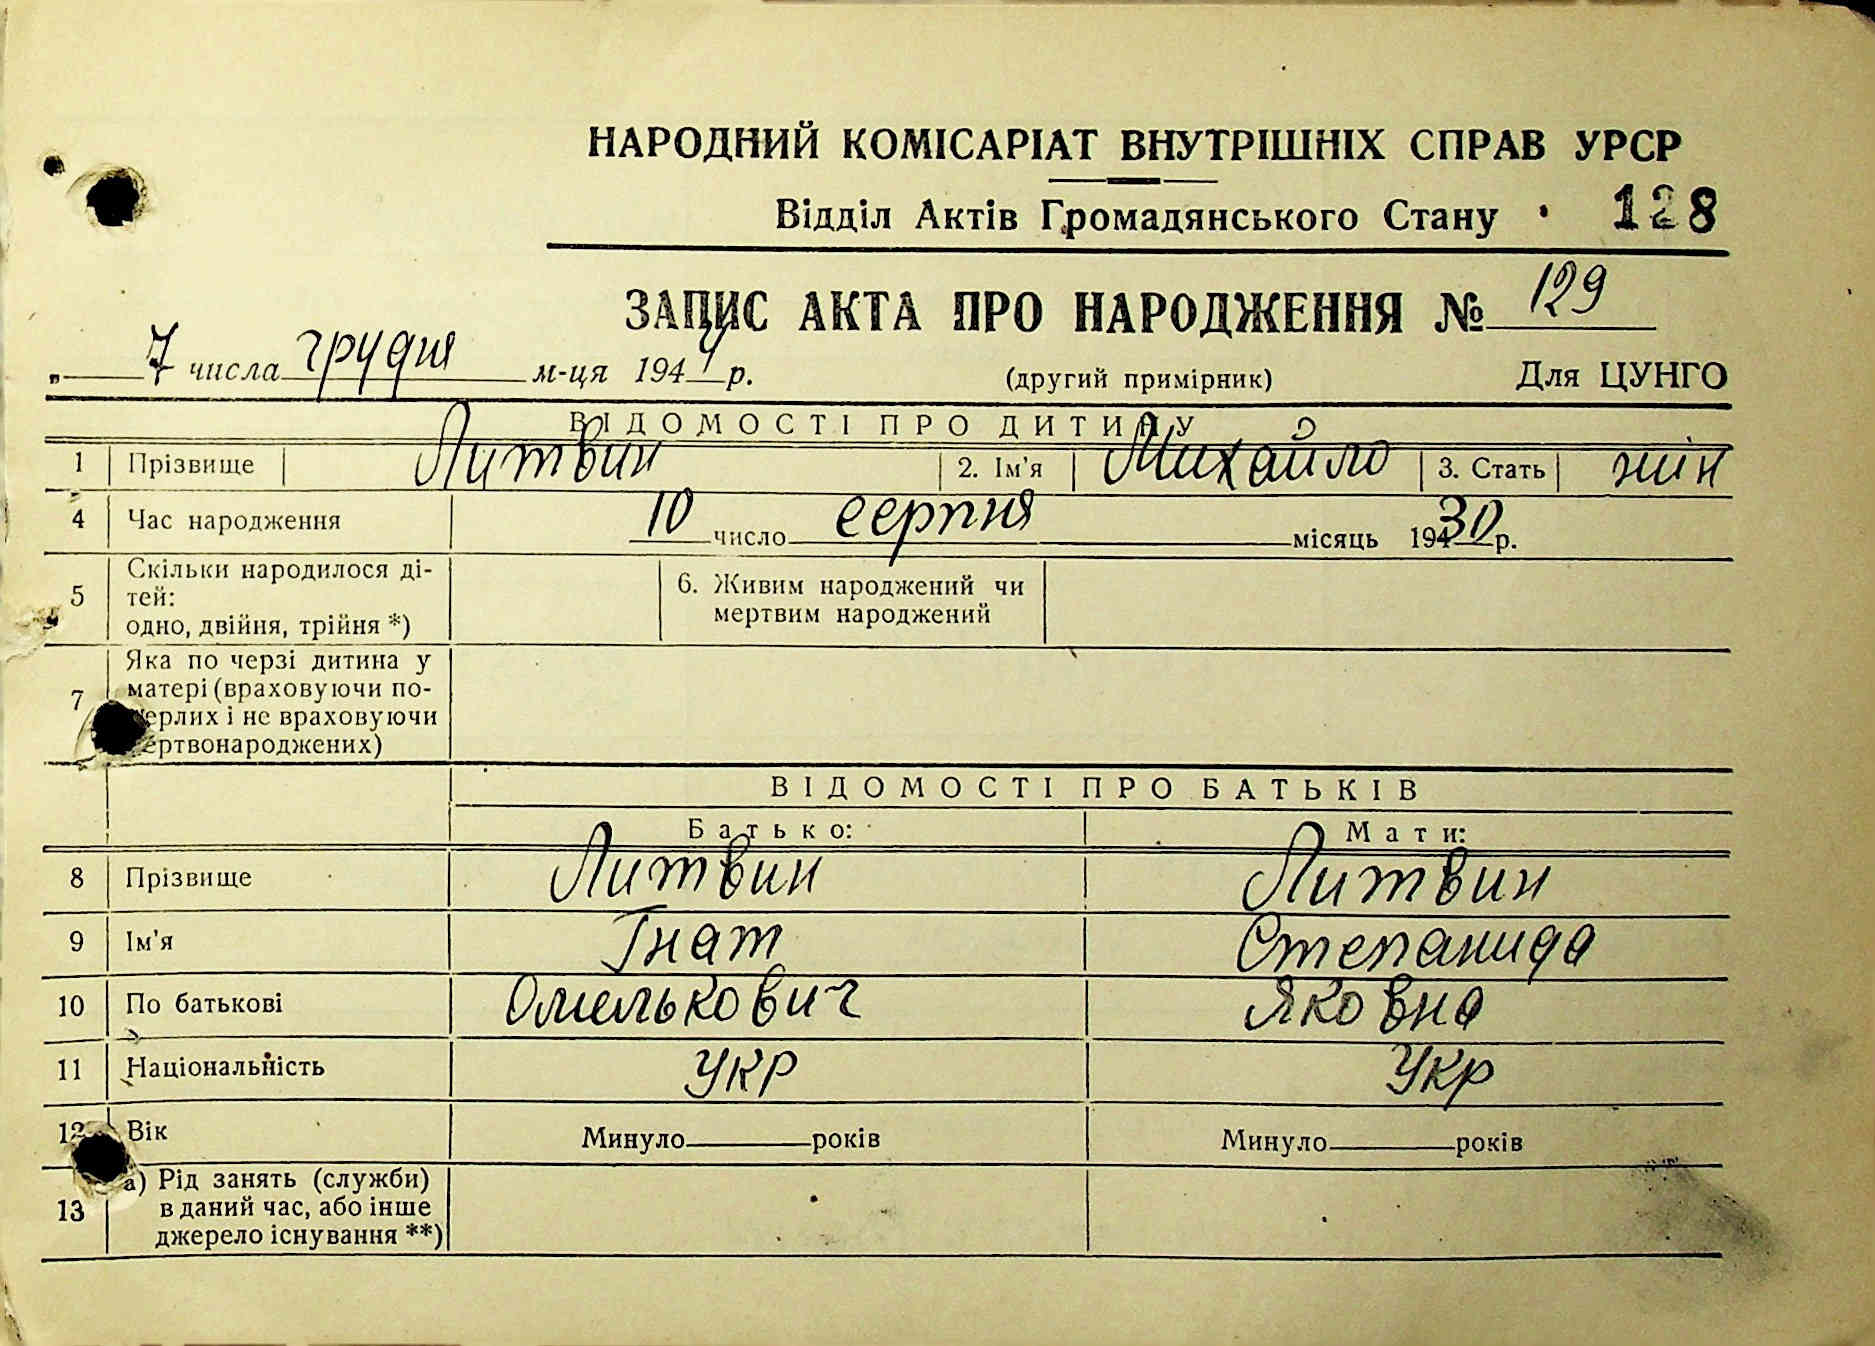 НАРОДНИЙ КОМІСАРІАТ ВНУТРІШНІХ СПРАВ УРСР
Відділ Актів Громадянського Стану 128
ЗАПИС АКТА ПРО НАРОДЖЕННЯ № 129
„ 7 числа грудня м-ця 1944 р. (другий примірник) Для ЦУНГО
ВІДОМОСТІ ПРО ДИТИНУ
1 Прізвище Литвин 2. Ім'я Михайло 3. Стать
4 Час народження 10 число серпня місяць 1930 р.
5 Скільки народилося ді-
тей:
одно, двійня, трійня *)
6. Живим народжений чи
мертвим народжений
7 Яка по черзі дитина у
матері (враховуючи по-
мерлих і не враховуючи
мертвонароджених)
ВІДОМОСТІ ПРО БАТЬКІВ
Батько: Мати:
8 Прізвище Литвин Литвин
9 Ім'я Гнат Степанида
10 По батькові Омелькович Яковна
11 Національність Укр Укр
12 Вік Минуло років Минуло років
13 а) Рід занять (служби)
в даний час, або інше
джерело існування **)